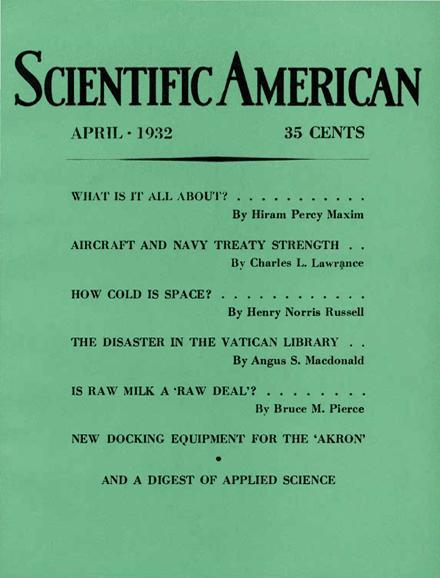 SCIENTIFIC AMERICAN
APRIL · 1932 35 CENTS
WHAT IS IT ALL ABOUT? . . . . . . . . . . .
By Hiram Percy Maxim
AIRCRAFT AND NAVY TREATY STRENGTH . .
By Charles L. Lawrance
HOW COLD IS SPACE? . . . . . . . . . . . .
By Henry Norris Russell
THE DISASTER IN THE VATICAN LIBRARY . .
By Angus S. Macdonald
IS RAW MILK A 'RAW DEAL'? . . . . . . . .
By Bruce M. Pierce
NEW DOCKING EQUIPMENT FOR THE 'AKRON'
•
AND A DIGEST OF APPLIED SCIENCE